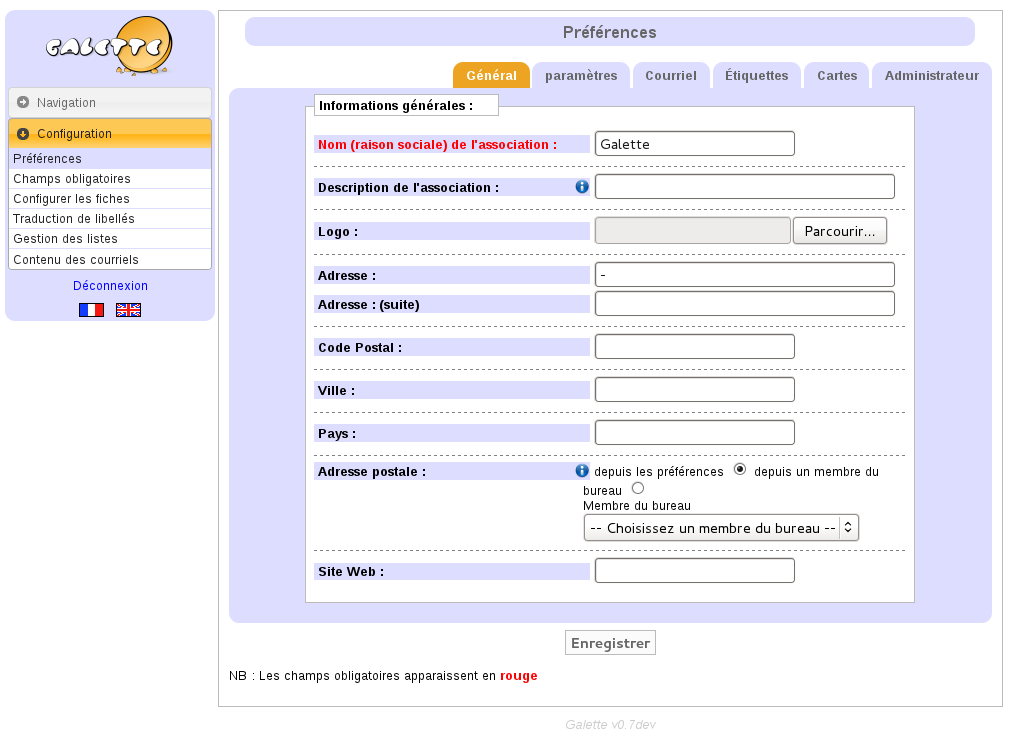 GALETTE
Navigation
Configuration
Préférences
Champs obligatoires
Configurer les fiches
Traduction de libellés
Gestion des listes
Contenu des courriels
Déconnexion
Préférences
Général paramètres Courriel Étiquettes Cartes Administrateur
Informations générales :
Nom (raison sociale) de l'association : Galette
Description de l'association :
Logo : Parcourir...
Adresse : -
Adresse : (suite)
Code Postal :
Ville :
Pays :
Adresse postale : depuis les préférences depuis un membre du
bureau
Membre du bureau
-- Choisissez un membre du bureau --
Site Web :
Enregistrer
NB : Les champs obligatoires apparaissent en rouge
Galette v0.7dev